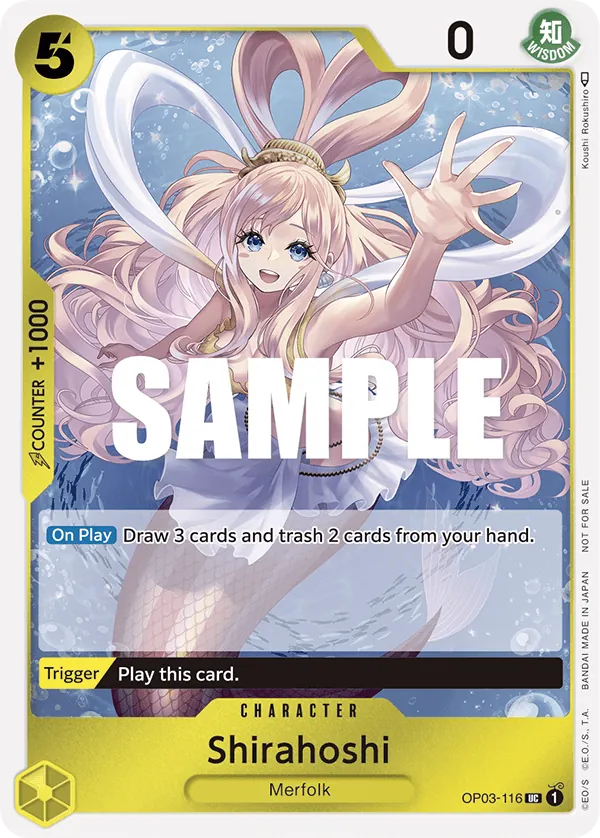 5
0
知
WISDOM
Koushi Rokushiro
COUNTER +1000
SAMPLE
On Play Draw 3 cards and trash 2 cards from your hand.
Trigger Play this card.
CHARACTER
Shirahoshi
Merfolk
OP03-116 UC 1
©EO/S ©E.O./S., T.A. BANDAI MADE IN JAPAN NOT FOR SALE